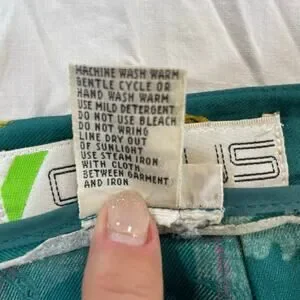 MACHINE WASH WARM
GENTLE CYCLE OR
HAND WASH WARM
USE MILD DETERGENT
DO NOT USE BLEACH
DO NOT WRING
LINE DRY OUT
OF SUNLIGHT
USE STEAM IRON
WITH CLOTH
BETWEEN GARMENT
AND IRON